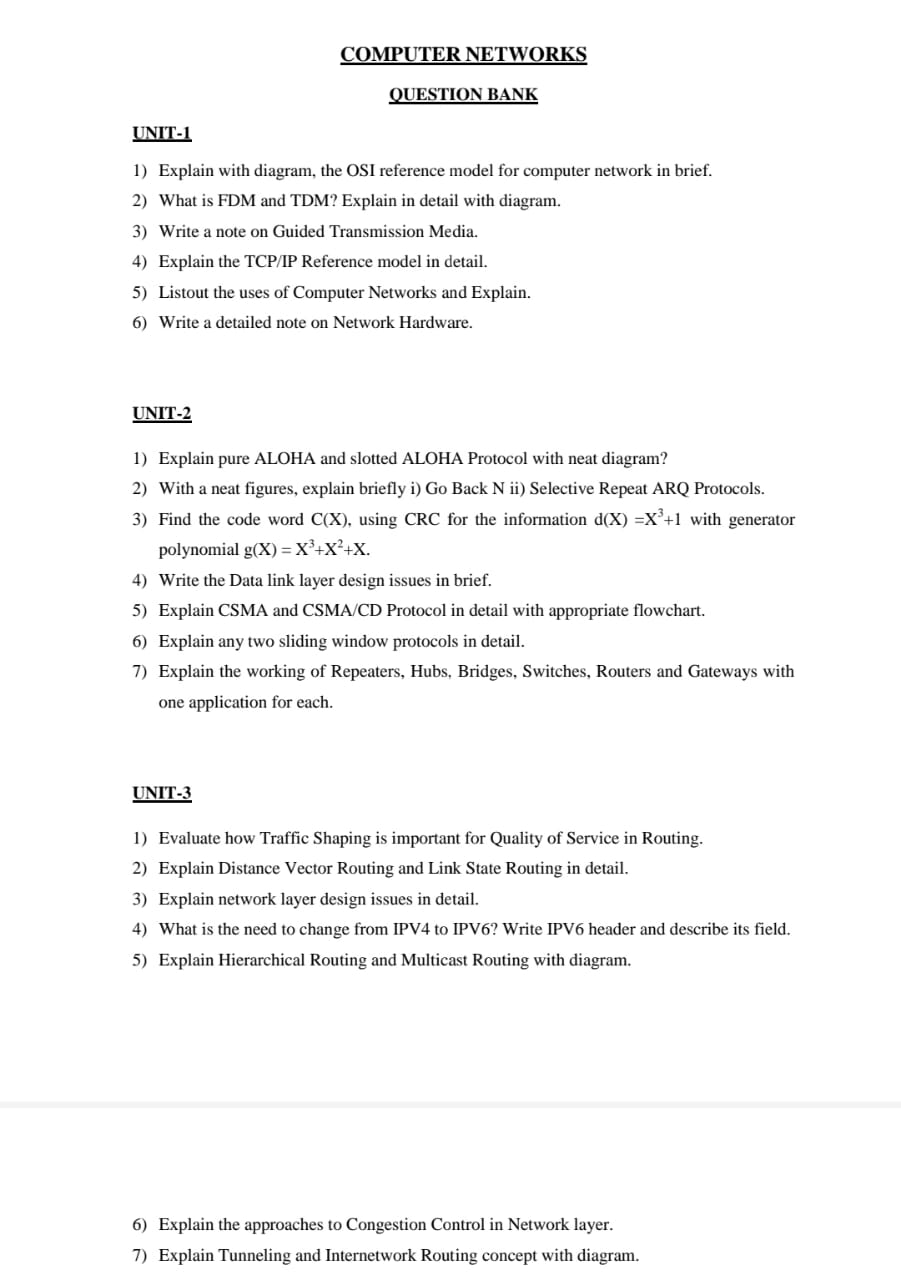 COMPUTER NETWORKS
QUESTION BANK
UNIT-1
1) Explain with diagram, the OSI reference model for computer network in brief.
2) What is FDM and TDM? Explain in detail with diagram.
3) Write a note on Guided Transmission Media.
4) Explain the TCP/IP Reference model in detail.
5) Listout the uses of Computer Networks and Explain.
6) Write a detailed note on Network Hardware.
UNIT-2
1) Explain pure ALOHA and slotted ALOHA Protocol with neat diagram?
2) With a neat figures, explain briefly i) Go Back N ii) Selective Repeat ARQ Protocols.
3) Find the code word C(X), using CRC for the information d(X) =X³+1 with generator
polynomial g(X) = X³+X²+X.
4) Write the Data link layer design issues in brief.
5) Explain CSMA and CSMA/CD Protocol in detail with appropriate flowchart.
6) Explain any two sliding window protocols in detail.
7) Explain the working of Repeaters, Hubs, Bridges, Switches, Routers and Gateways with
one application for each.
UNIT-3
1) Evaluate how Traffic Shaping is important for Quality of Service in Routing.
2) Explain Distance Vector Routing and Link State Routing in detail.
3) Explain network layer design issues in detail.
4) What is the need to change from IPV4 to IPV6? Write IPV6 header and describe its field.
5) Explain Hierarchical Routing and Multicast Routing with diagram.
6) Explain the approaches to Congestion Control in Network layer.
7) Explain Tunneling and Internetwork Routing concept with diagram.